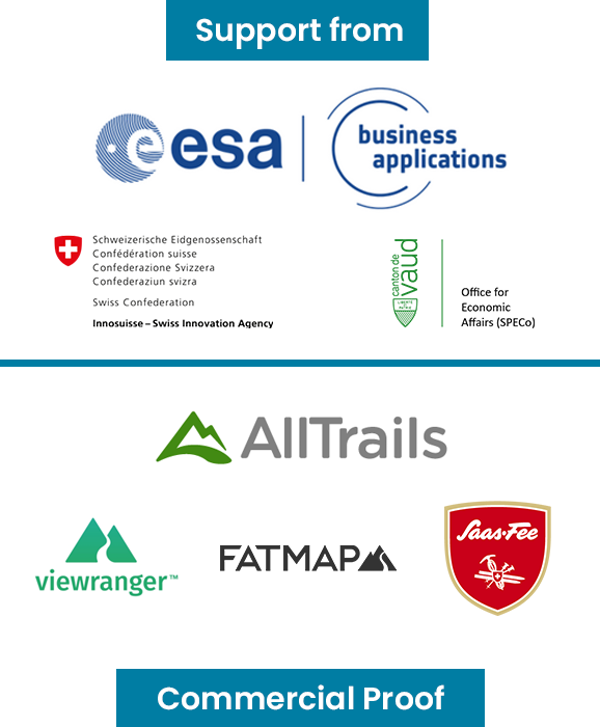 Support from
esa
business
applications
Schweizerische Eidgenossenschaft
Confédération suisse
Confederazione Svizzera
Confederaziun svizra
Swiss Confederation
Innosuisse – Swiss Innovation Agency
canton de
vaud
Office for
Economic
Affairs (SPECo)
AllTrails
viewranger™
FATMAP
Saas-Fee
Commercial Proof